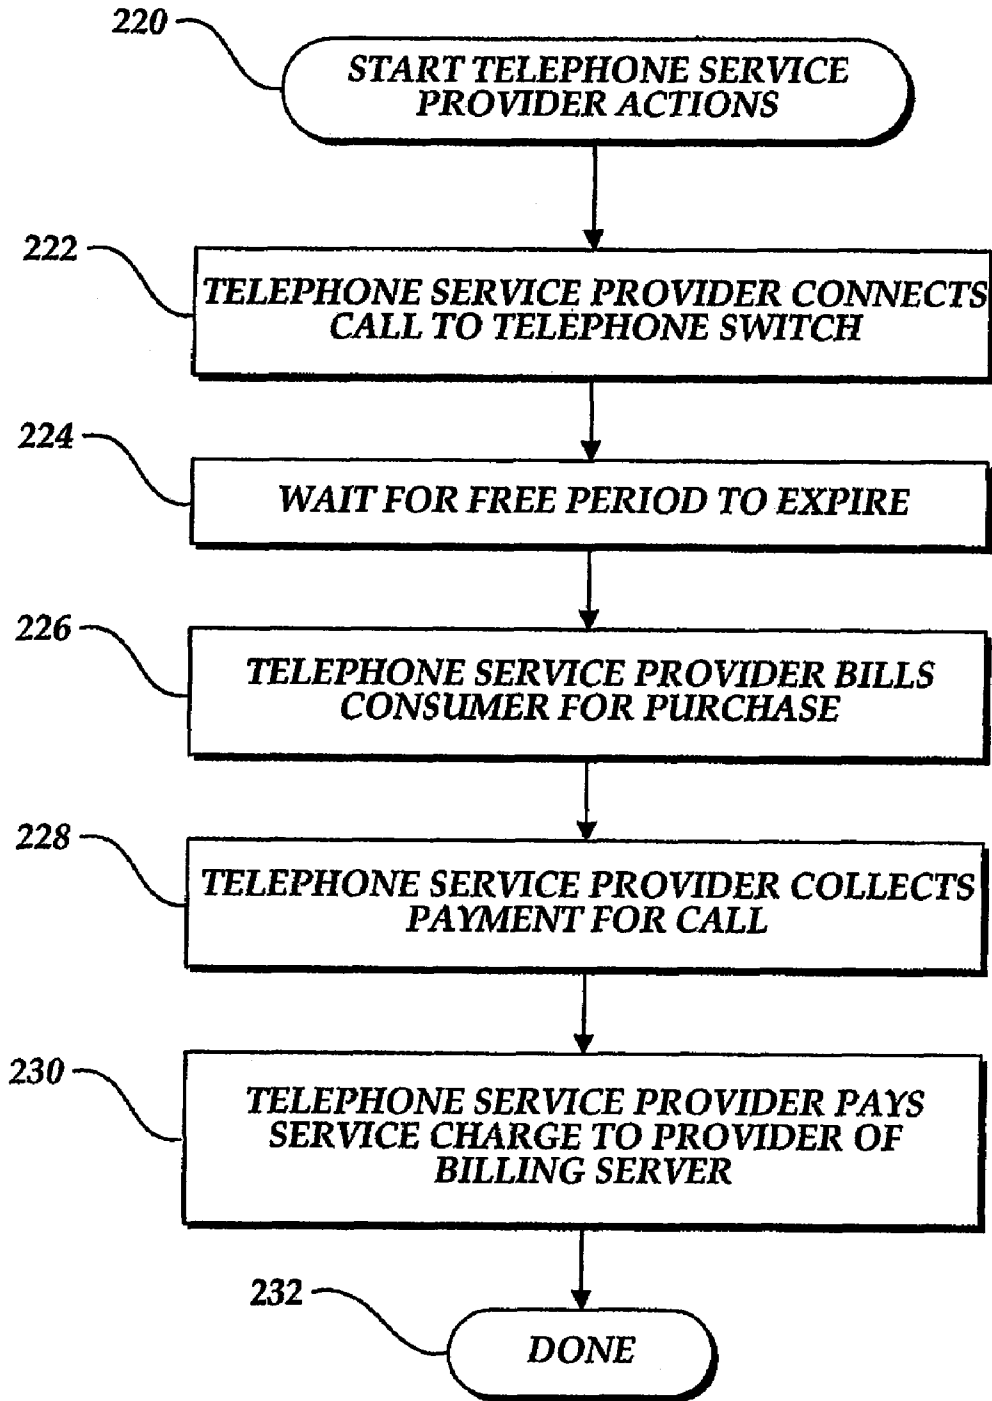 220
START TELEPHONE SERVICE
PROVIDER ACTIONS
222
TELEPHONE SERVICE PROVIDER CONNECTS
CALL TO TELEPHONE SWITCH
224
WAIT FOR FREE PERIOD TO EXPIRE
226
TELEPHONE SERVICE PROVIDER BILLS
CONSUMER FOR PURCHASE
228
TELEPHONE SERVICE PROVIDER COLLECTS
PAYMENT FOR CALL
230
TELEPHONE SERVICE PROVIDER PAYS
SERVICE CHARGE TO PROVIDER OF
BILLING SERVER
232
DONE